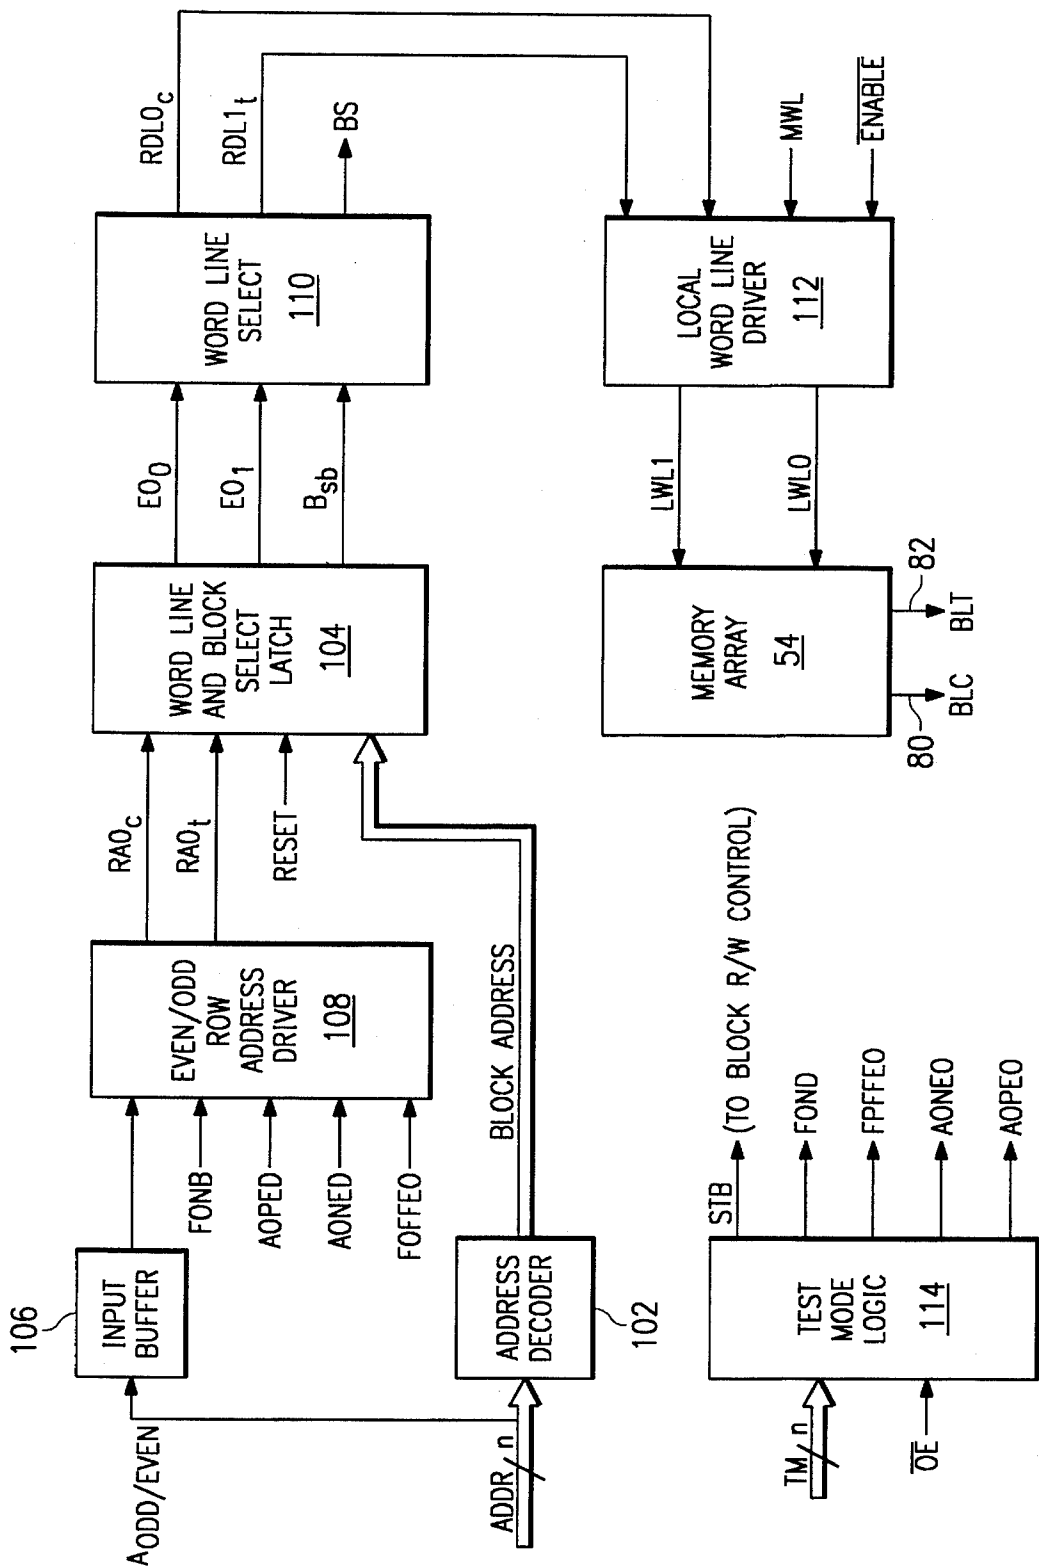 AODD/EVEN
106
INPUT
BUFFER
FONB
AOPED
AONED
FOFFEO
EVEN/ODD
ROW
ADDRESS
DRIVER
108
RA0c
RA0t
RESET
WORD LINE
AND BLOCK
SELECT
LATCH
104
EO0
EO1
Bsb
WORD LINE
SELECT
110
RDL0c
RDL1t
BS
ADDR n
ADDRESS
DECODER
102
BLOCK ADDRESS
MEMORY
ARRAY
54
80
BLC
82
BLT
LWL1
LWL0
LOCAL
WORD LINE
DRIVER
112
MWL
ENABLE
TM n
OE
TEST
MODE
LOGIC
114
STB
(TO BLOCK R/W CONTROL)
FOND
FPFFEO
AONEO
AOPEO